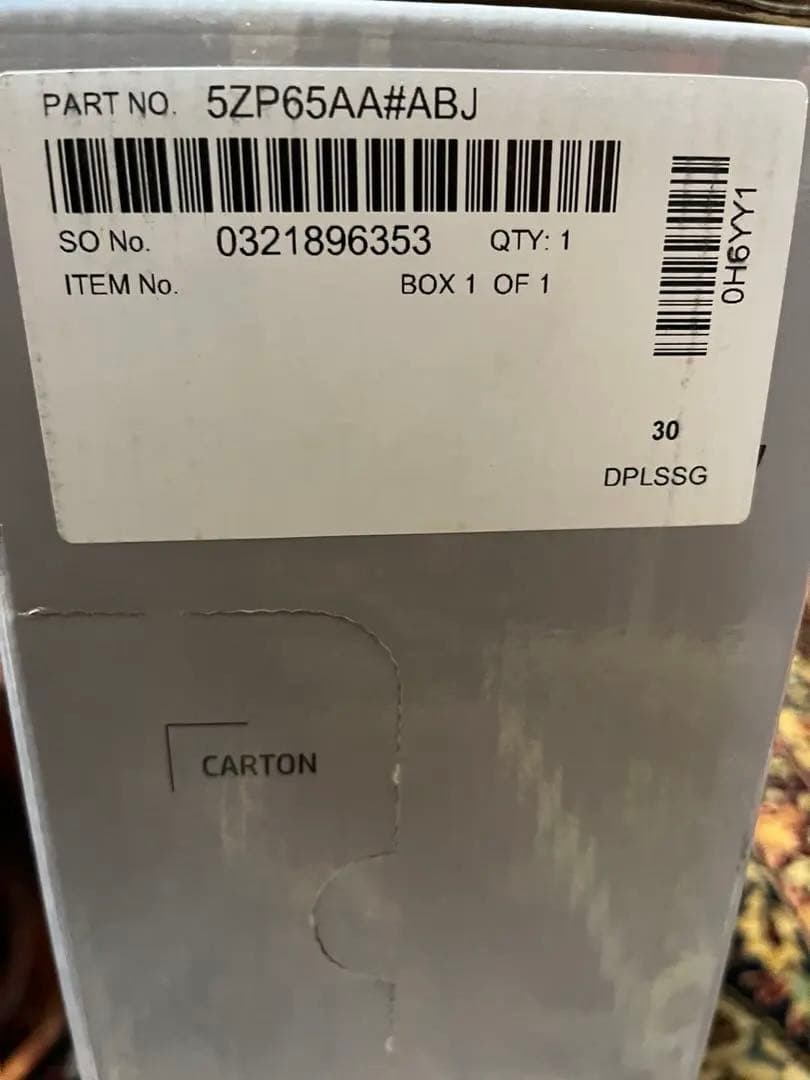 PART NO. 5ZP65AA#ABJ
SO No. 0321896353 QTY: 1
ITEM No. BOX 1 OF 1
0H6YY1
30
DPLSSG
CARTON